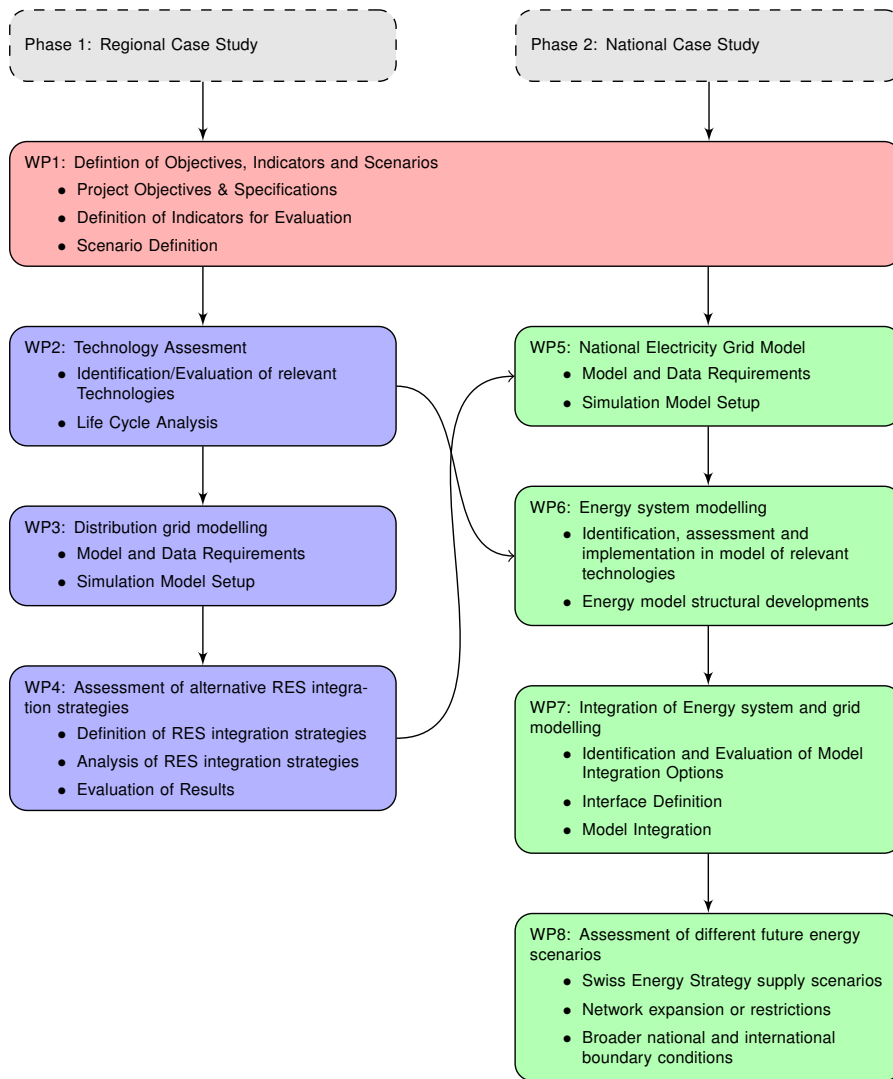 Phase 1: Regional Case Study
Phase 2: National Case Study
WP1: Defintion of Objectives, Indicators and Scenarios
• Project Objectives & Specifications
• Definition of Indicators for Evaluation
• Scenario Definition
WP2: Technology Assesment
• Identification/Evaluation of relevant
Technologies
• Life Cycle Analysis
WP3: Distribution grid modelling
• Model and Data Requirements
• Simulation Model Setup
WP4: Assessment of alternative RES integra-
tion strategies
• Definition of RES integration strategies
• Analysis of RES integration strategies
• Evaluation of Results
WP5: National Electricity Grid Model
• Model and Data Requirements
• Simulation Model Setup
WP6: Energy system modelling
• Identification, assessment and
implementation in model of relevant
technologies
• Energy model structural developments
WP7: Integration of Energy system and grid
modelling
• Identification and Evaluation of Model
Integration Options
• Interface Definition
• Model Integration
WP8: Assessment of different future energy
scenarios
• Swiss Energy Strategy supply scenarios
• Network expansion or restrictions
• Broader national and international
boundary conditions